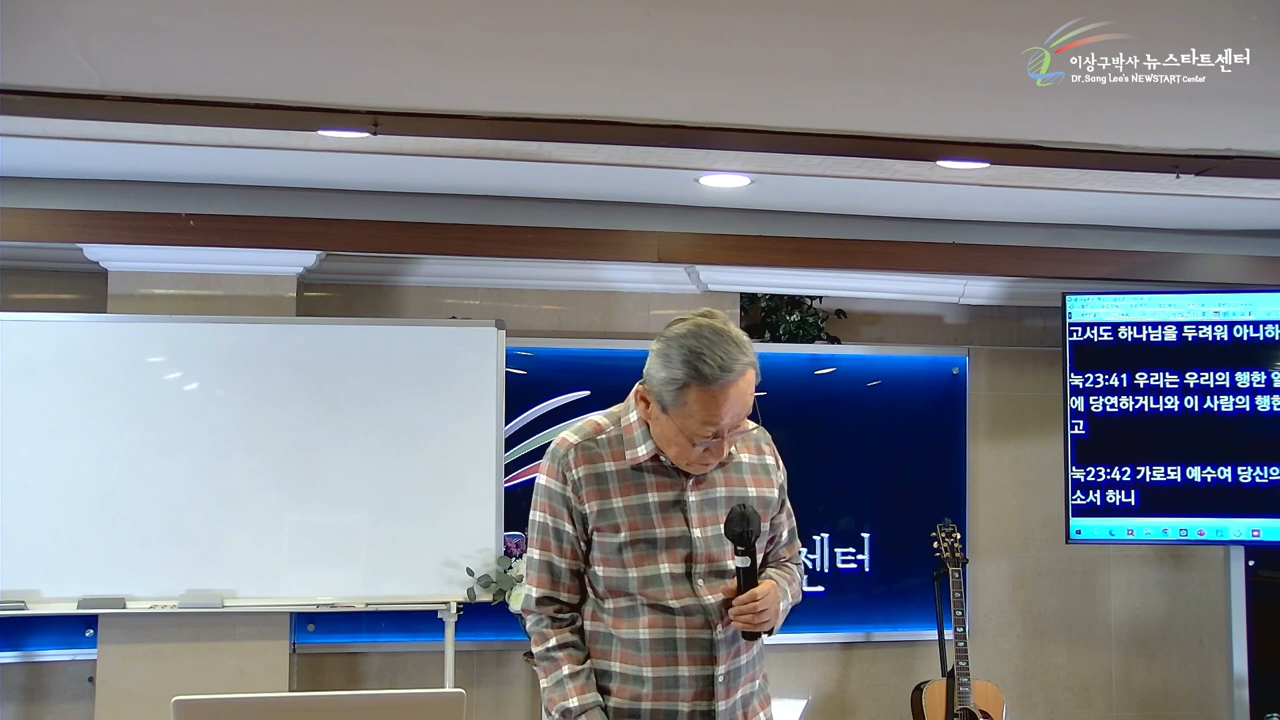 이상구박사 뉴스타트센터
Dr. Sang Lee's NEWSTART Center
고서도 하나님을 두려워 아니하
눅23:41 우리는 우리의 행한
에 당연하거니와 이 사람의 행한
고
눅23:42 가로되 예수여 당신의
소서 하니
센터